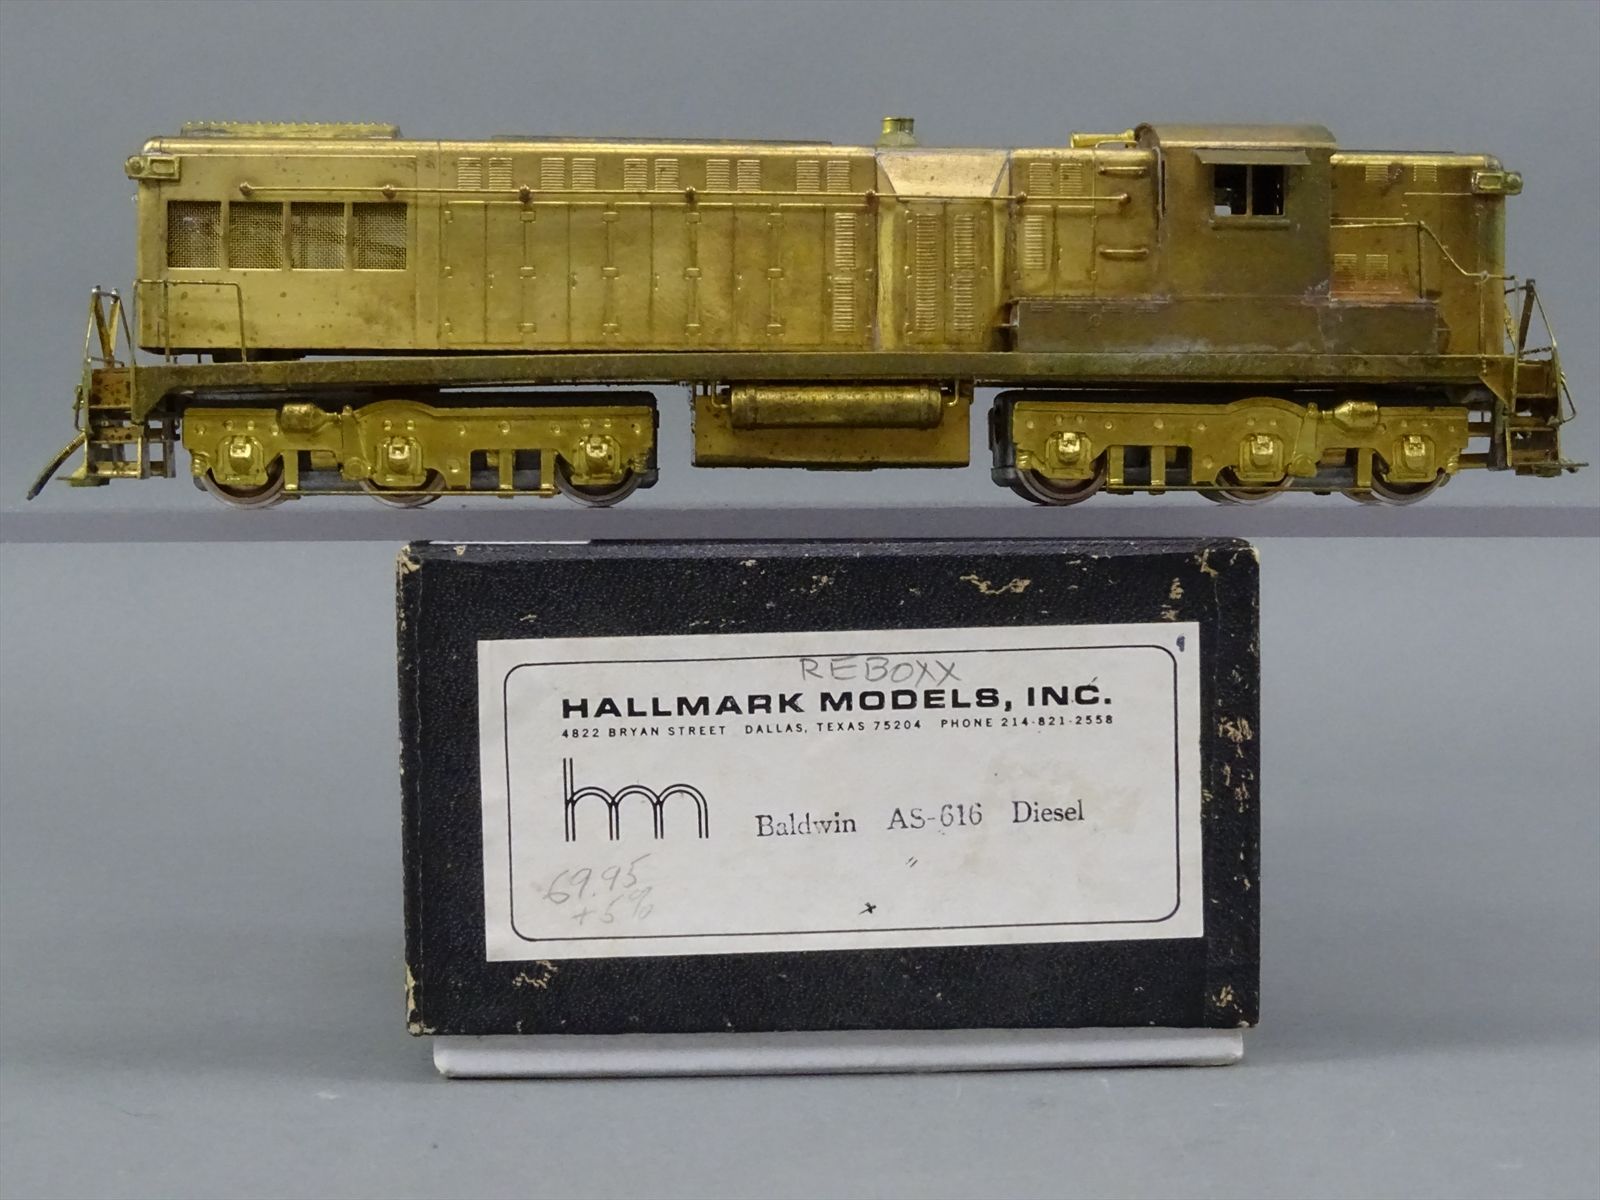 REBOXX
HALLMARK MODELS, INC.
4822 BRYAN STREET DALLAS, TEXAS 75204 PHONE 214-821-2558
hm
Baldwin AS-616 Diesel
"
69.95
+5%